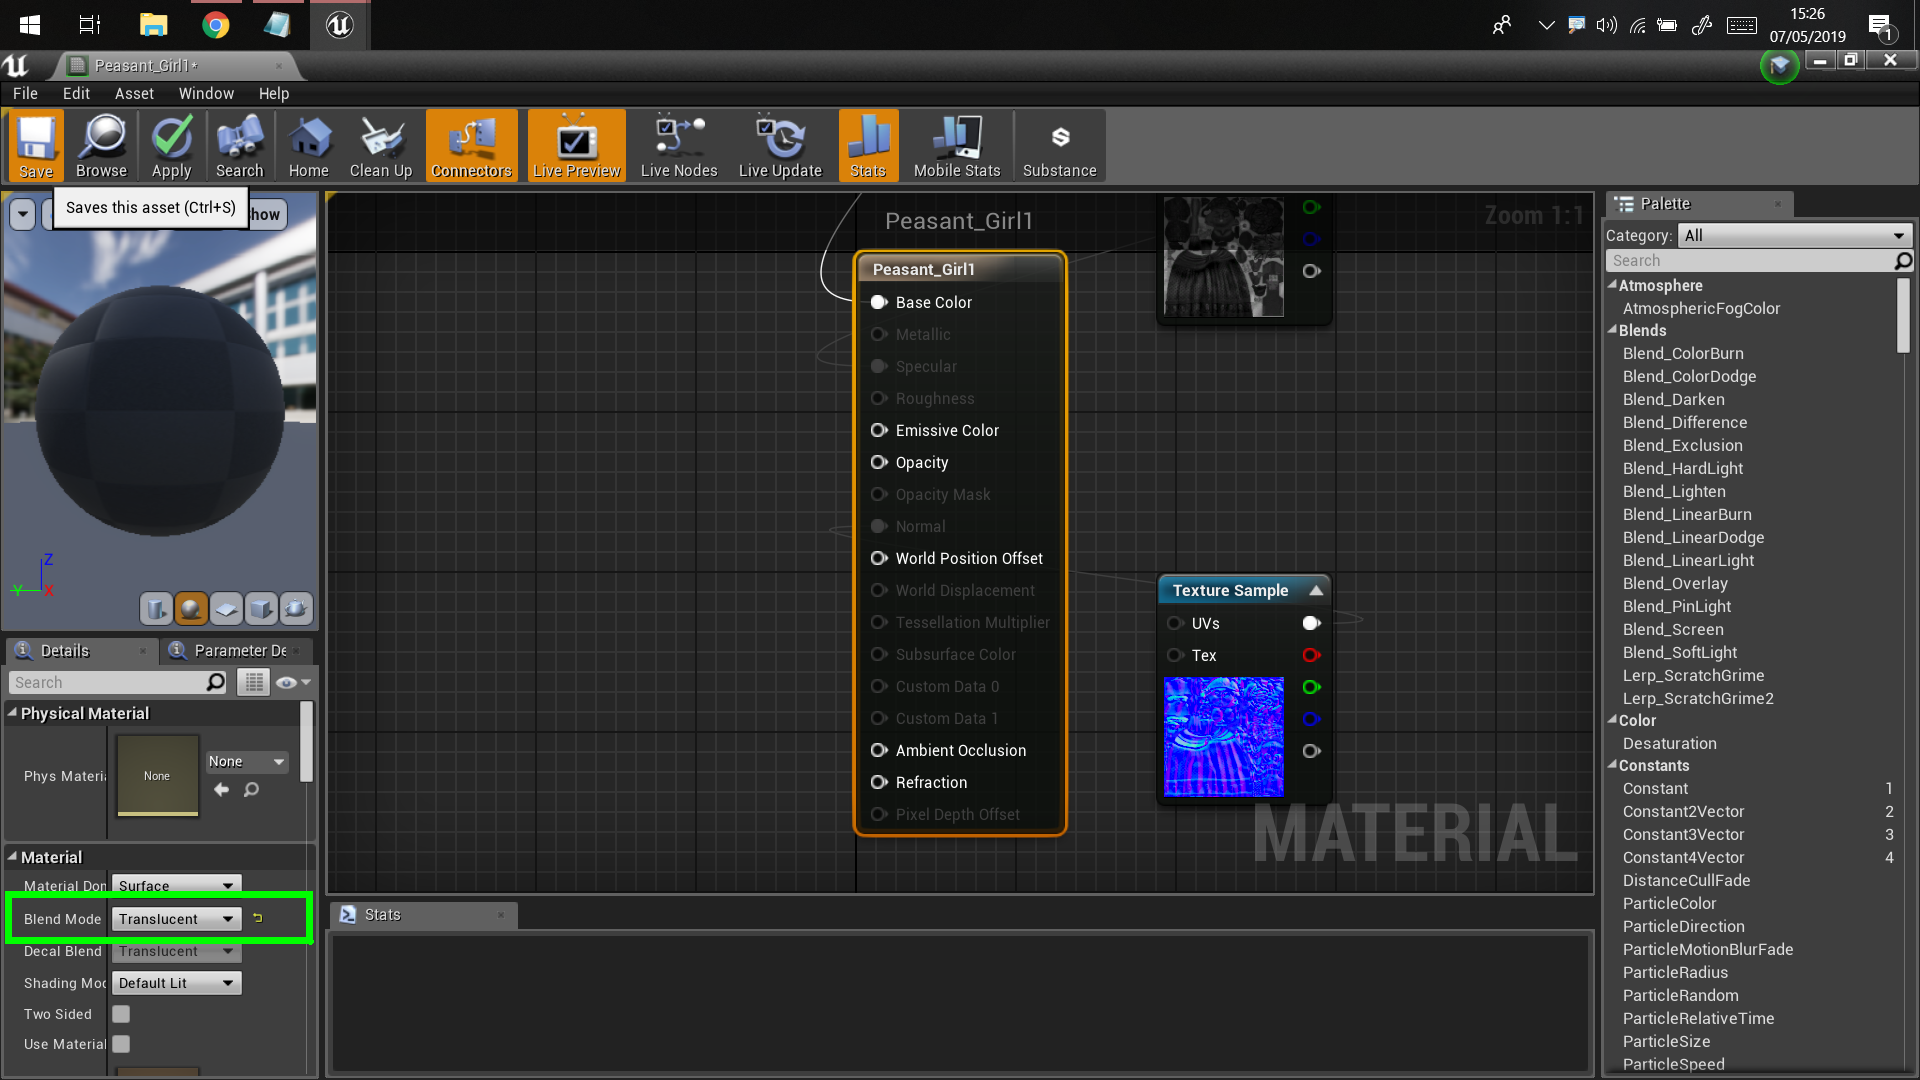 15:26
07/05/2019
1
Peasant_Girl1*
File Edit Asset Window Help
Save Browse Apply Search Home Clean Up Connectors Live Preview Live Nodes Live Update Stats Mobile Stats Substance
Saves this asset (Ctrl+S)
how
Z
Y
X
Details
Parameter De
Search
Physical Material
Phys Materia
None
None
Material
Material Dom
Surface
Blend Mode
Translucent
Decal Blend
Translucent
Shading Mod
Default Lit
Two Sided
Use Material
Peasant_Girl1
Zoom 1:1
Peasant_Girl1
Base Color
Metallic
Specular
Roughness
Emissive Color
Opacity
Opacity Mask
Normal
World Position Offset
World Displacement
Tessellation Multiplier
Subsurface Color
Custom Data 0
Custom Data 1
Ambient Occlusion
Refraction
Pixel Depth Offset
Texture Sample
UVs
Tex
MATERIAL
Stats
Palette
Category: All
Search
Atmosphere
AtmosphericFogColor
Blends
Blend_ColorBurn
Blend_ColorDodge
Blend_Darken
Blend_Difference
Blend_Exclusion
Blend_HardLight
Blend_Lighten
Blend_LinearBurn
Blend_LinearDodge
Blend_LinearLight
Blend_Overlay
Blend_PinLight
Blend_Screen
Blend_SoftLight
Lerp_ScratchGrime
Lerp_ScratchGrime2
Color
Desaturation
Constants
Constant 1
Constant2Vector 2
Constant3Vector 3
Constant4Vector 4
DistanceCullFade
ParticleColor
ParticleDirection
ParticleMotionBlurFade
ParticleRadius
ParticleRandom
ParticleRelativeTime
ParticleSize
ParticleSpeed